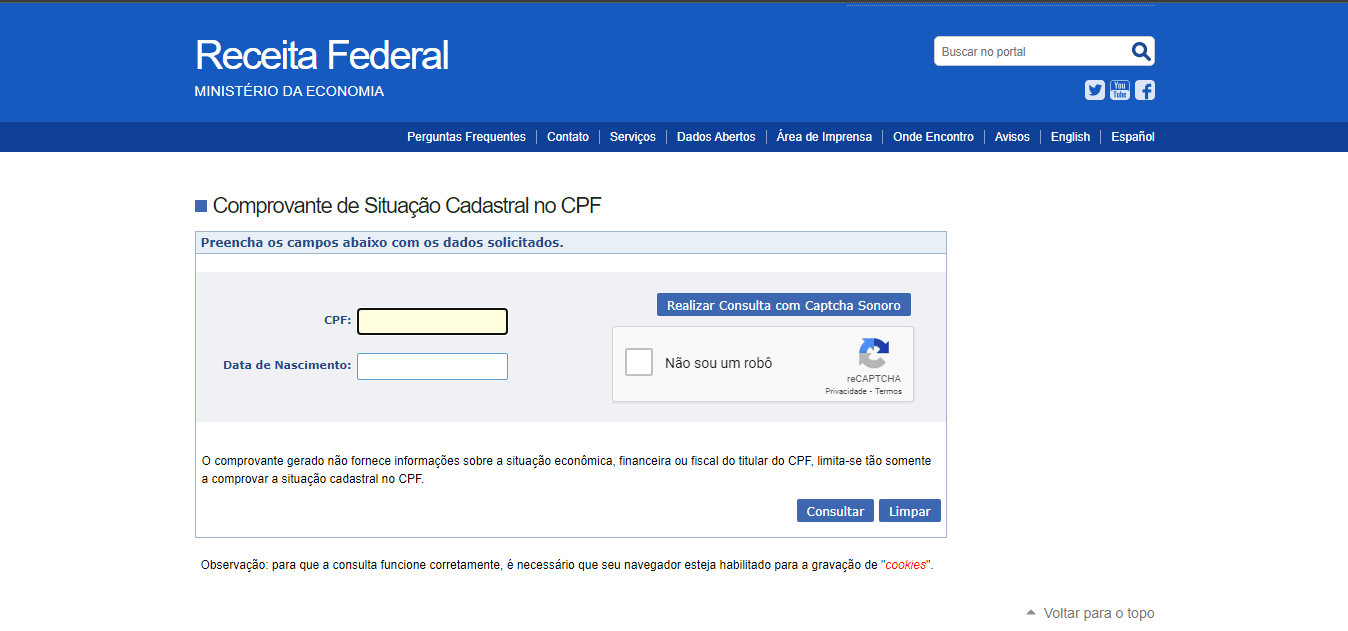 Receita Federal
MINISTÉRIO DA ECONOMIA
Buscar no portal
You
Tube
Perguntas Frequentes
Contato
Serviços
Dados Abertos
Área de Imprensa
Onde Encontro
Avisos
English
Español
Comprovante de Situação Cadastral no CPF
Preencha os campos abaixo com os dados solicitados.
CPF:
Data de Nascimento:
Realizar Consulta com Captcha Sonoro
Não sou um robô
reCAPTCHA
Privacidade - Termos
O comprovante gerado não fornece informações sobre a situação econômica, financeira ou fiscal do titular do CPF, limita-se tão somente
a comprovar a situação cadastral no CPF.
Consultar
Limpar
Observação: para que a consulta funcione corretamente, é necessário que seu navegador esteja habilitado para a gravação de "cookies".
Voltar para o topo